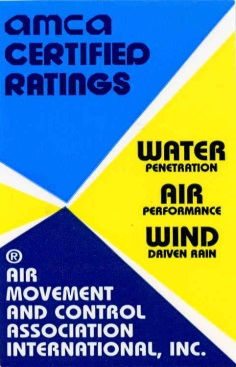 amca
CERTIFIED
RATINGS
WATER
PENETRATION
AIR
PERFORMANCE
WIND
DRIVEN RAIN
®
AIR
MOVEMENT
AND CONTROL
ASSOCIATION
INTERNATIONAL, INC.